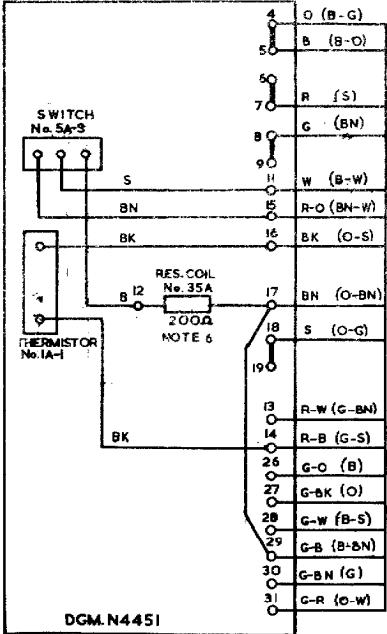 4 O (B-G)
5 B (B-O)
6
7 R (S)
8 G (BN)
9
SWITCH
No. 5A-3
S 11 W (B-W)
BN 15 R-O (BN-W)
BK 16 BK (O-S)
RES. COIL
No. 35A
B 12 17 BN (O-BN)
200Ω
NOTE 6
18 S (O-G)
THERMISTOR
No. 1A-1
19
13 R-W (G-BN)
BK 14 R-B (G-S)
26 G-O (B)
27 G-BK (O)
28 G-W (B-S)
29 G-B (B-BN)
30 G-BN (G)
31 G-R (O-W)
DGM. N4451